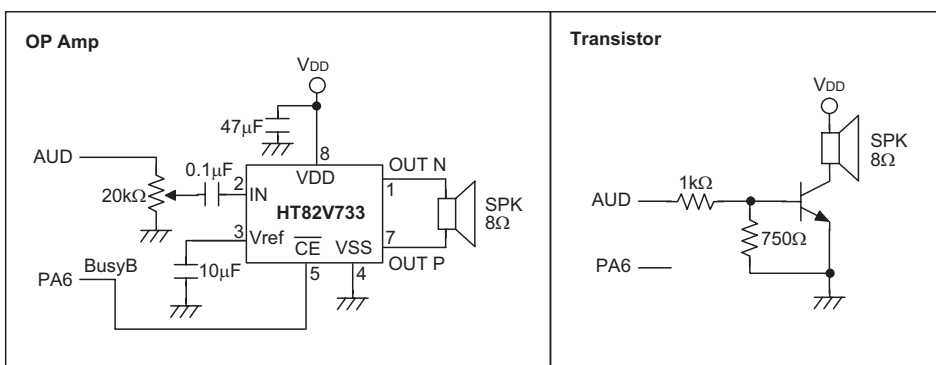 OP Amp
VDD
47μF
8
AUD
0.1μF
VDD
OUT N
20kΩ
2
IN
1
HT82V733
SPK
8Ω
3
Vref
CE
VSS
7
OUT P
10μF
BusyB
PA6
5
4
Transistor
VDD
SPK
8Ω
1kΩ
AUD
750Ω
PA6